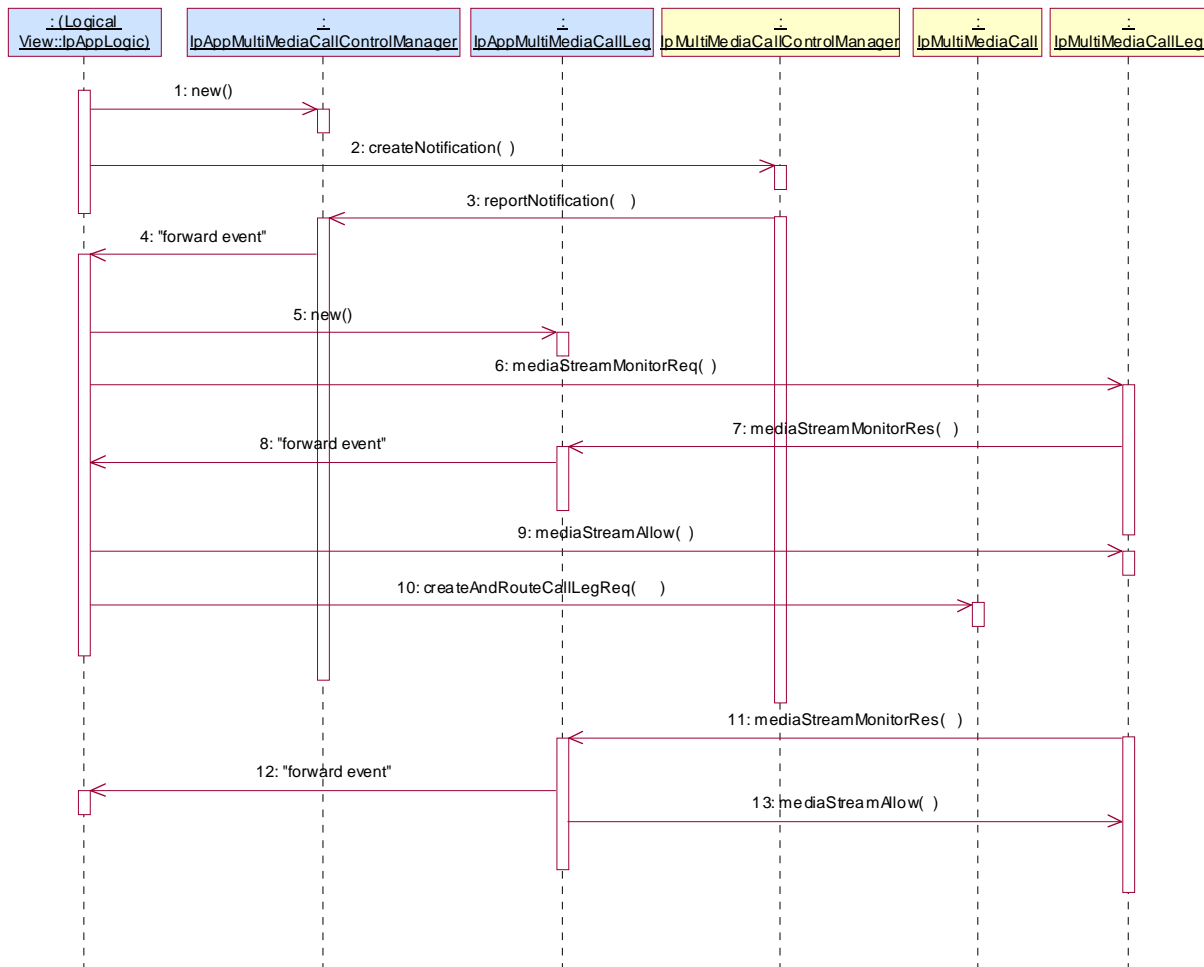 : (Logical
View::IpAppLogic)
:
IpAppMultiMediaCallControlManager
:
IpAppMultiMediaCallLeg
:
IpMultiMediaCallControlManager
:
IpMultiMediaCall
:
IpMultiMediaCallLeg
1: new()
2: createNotification( )
3: reportNotification( )
4: "forward event"
5: new()
6: mediaStreamMonitorReq( )
7: mediaStreamMonitorRes( )
8: "forward event"
9: mediaStreamAllow( )
10: createAndRouteCallLegReq( )
11: mediaStreamMonitorRes( )
12: "forward event"
13: mediaStreamAllow( )